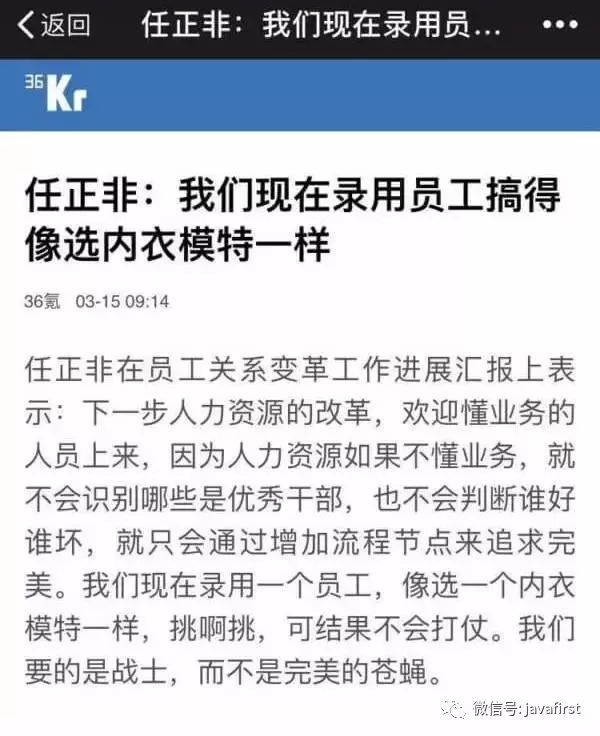 返回 任正非：我们现在录用员... •••
36Kr
任正非：我们现在录用员工搞得
像选内衣模特一样
36氪 03-15 09:14
任正非在员工关系变革工作进展汇报上表
示：下一步人力资源的改革，欢迎懂业务的
人员上来，因为人力资源如果不懂业务，就
不会识别哪些是优秀干部，也不会判断谁好
谁坏，就只会通过增加流程节点来追求完
美。我们现在录用一个员工，像选一个内衣
模特一样，挑啊挑，可结果不会打仗。我们
要的是战士，而不是完美的苍蝇。
微信号: javafirst